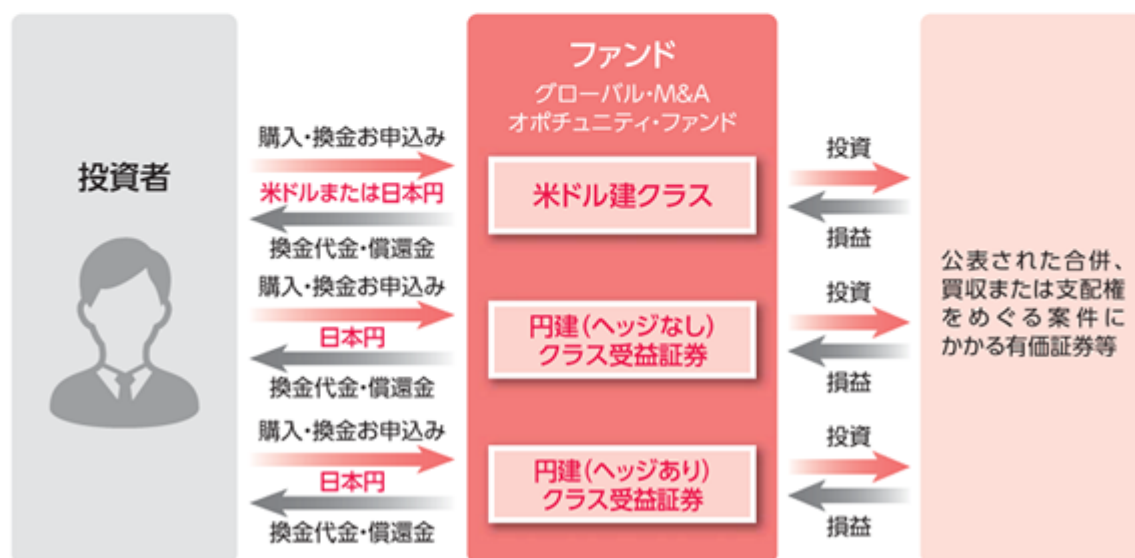 投資者
購入・換金お申込み
米ドルまたは日本円
換金代金・償還金
購入・換金お申込み
日本円
換金代金・償還金
購入・換金お申込み
日本円
換金代金・償還金
ファンド
グローバル・M&A
オポチュニティ・ファンド
米ドル建クラス
円建(ヘッジなし)
クラス受益証券
円建(ヘッジあり)
クラス受益証券
投資
損益
投資
損益
投資
損益
公表された合併、
買収または支配権
をめぐる案件に
かかる有価証券等